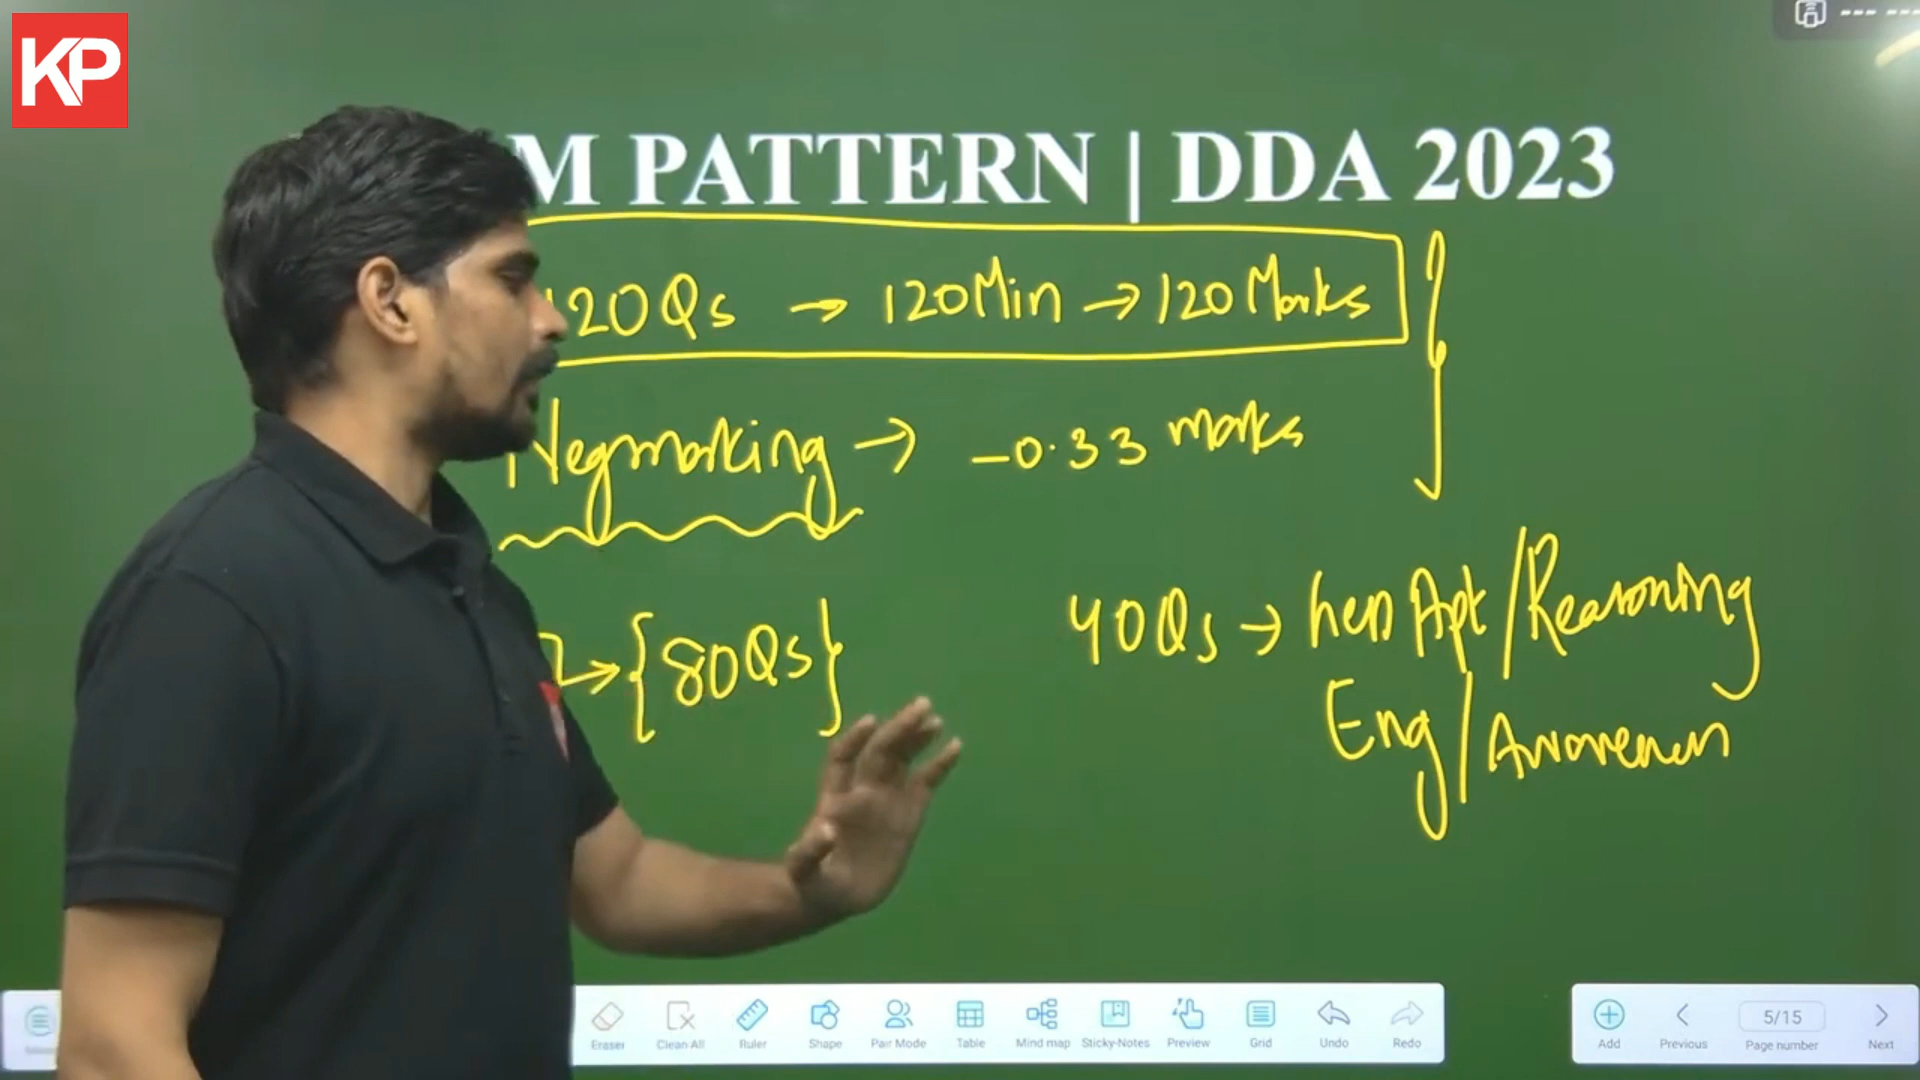 KP
M PATTERN | DDA 2023
120Qs → 120Min → 120 Marks
Negmarking → -0.33 marks
→ {80Qs}
40Qs → Gen Apt / Reasoning
Eng / Awareness
Eraser Clean All Ruler Shape Pair Mode Table Mind map Sticky-Notes Preview Grid Undo Redo
Add Previous 5/15 Page number Next